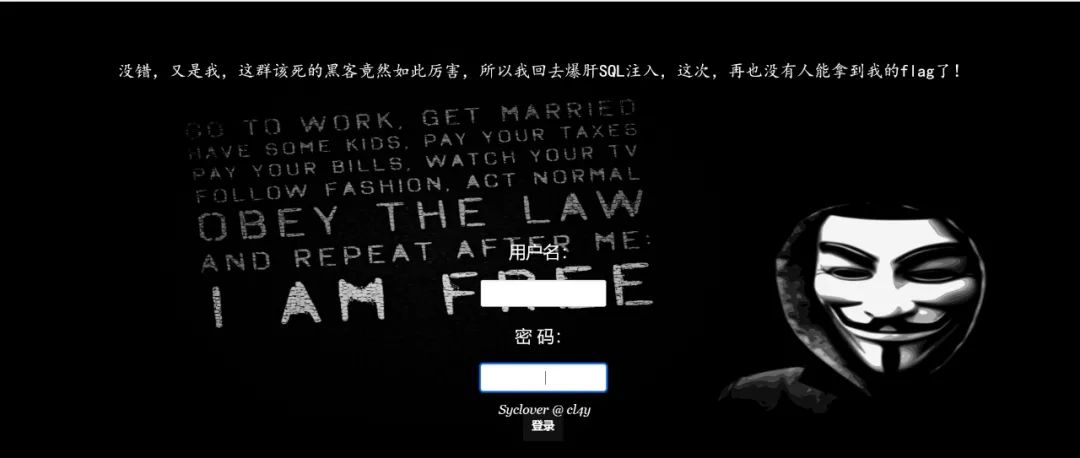 没错，又是我，这群该死的黑客竟然如此厉害，所以我回去爆肝SQL注入，这次，再也没有人能拿到我的flag了！
GO TO WORK, GET MARRIED
HAVE SOME KIDS, PAY YOUR TAXES
PAY YOUR BILLS, WATCH YOUR TV
FOLLOW FASHION, ACT NORMAL
OBEY THE LAW
AND REPEAT AFTER ME:
I AM FREE
用户名：
密 码：
Syclover @ cl4y
登录